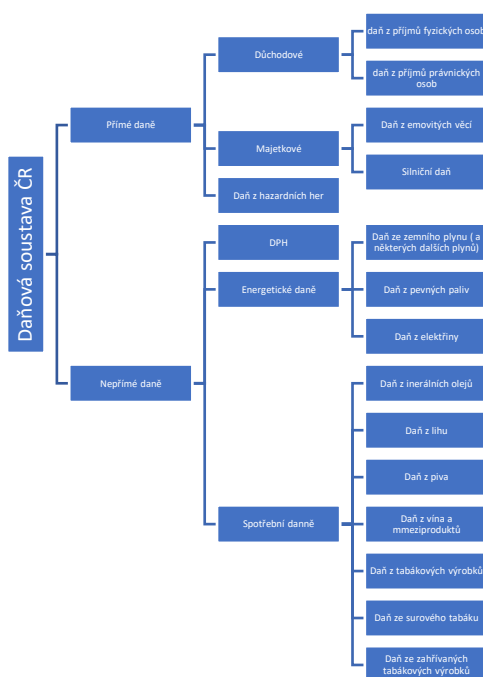 Daňová soustava ČR
Přímé daně
Důchodové
daň z příjmů fyzických osob
daň z příjmů právnických
osob
Majetkové
Daň z emovitých věcí
Silniční daň
Daň z hazardních her
Nepřímé daně
DPH
Energetické daně
Daň ze zemního plynu ( a
některých dalších plynů)
Daň z pevných paliv
Daň z elektřiny
Spotřební danně
Daň z inerálních olejů
Daň z lihu
Daň z piva
Daň z vína a
mmeziproduktů
Daň z tabákových výrobků
Daň ze surového tabáku
Daň ze zahřívaných
tabákových výrobků